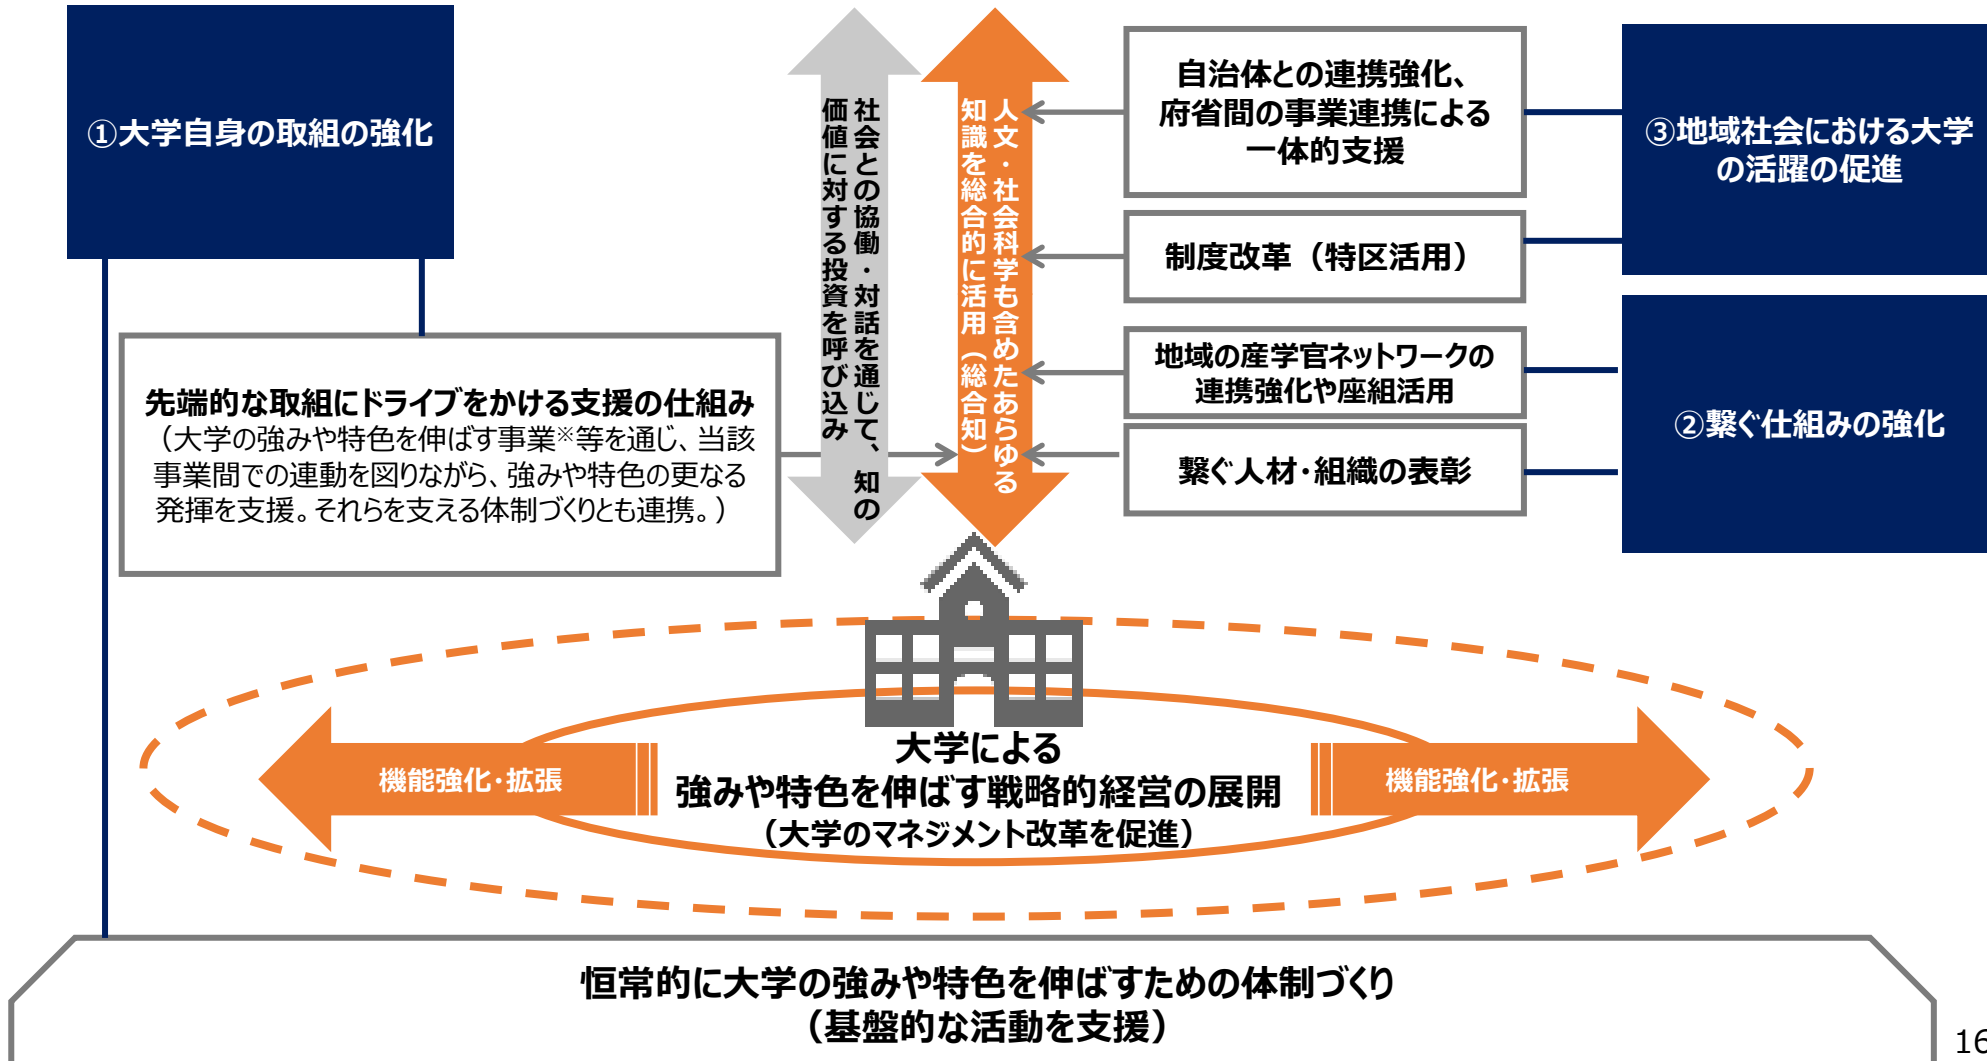 ①大学自身の取組の強化
先端的な取組にドライブをかける支援の仕組み
（大学の強みや特色を伸ばす事業※等を通じ、当該
事業間での連動を図りながら、強みや特色の更なる
発揮を支援。それらを支える体制づくりとも連携。）
社会との協働・対話を通じて、知の
価値に対する投資を呼び込み
人文・社会科学も含めたあらゆる
知識を総合的に活用（総合知）
自治体との連携強化、
府省間の事業連携による
一体的支援
制度改革（特区活用）
地域の産学官ネットワークの
連携強化や座組活用
繋ぐ人材・組織の表彰
③地域社会における大学
の活躍の促進
②繋ぐ仕組みの強化
機能強化・拡張
大学による
強みや特色を伸ばす戦略的経営の展開
（大学のマネジメント改革を促進）
機能強化・拡張
恒常的に大学の強みや特色を伸ばすための体制づくり
（基盤的な活動を支援）
16